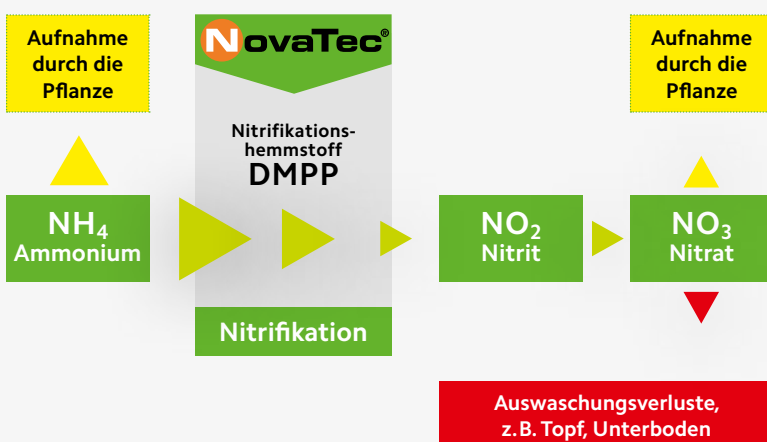 Aufnahme
durch die
Pflanze
NovaTec®
Nitrifikations-
hemmstoff
DMPP
Aufnahme
durch die
Pflanze
NH₄
Ammonium
NO₂
Nitrit
NO₃
Nitrat
Nitrifikation
Auswaschungsverluste,
z.B. Topf, Unterboden